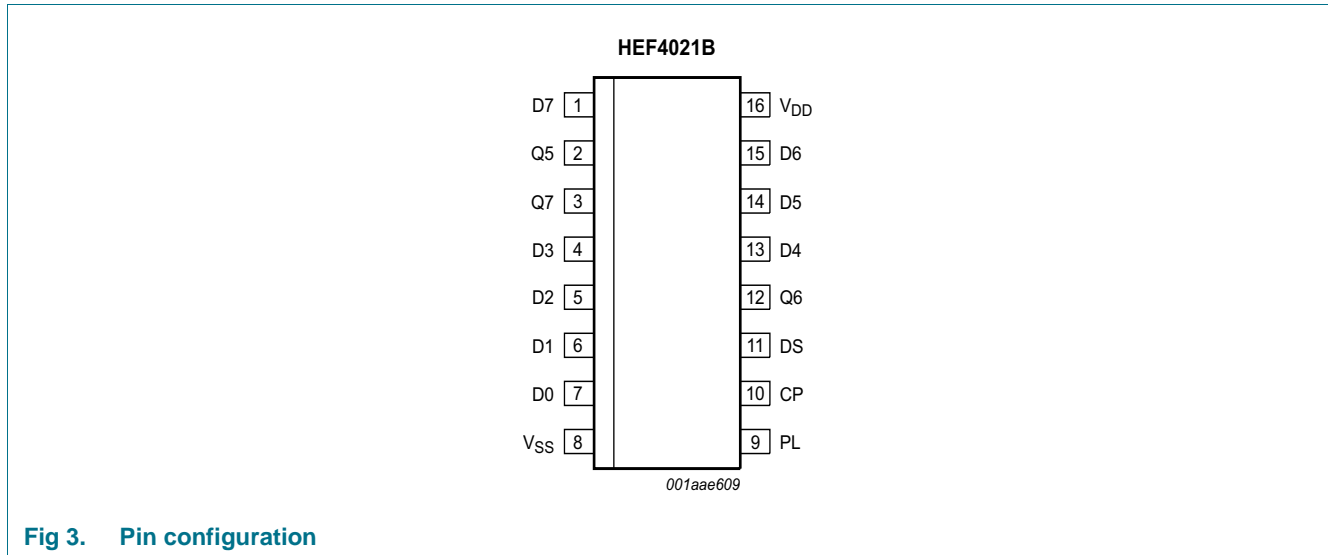 HEF4021B
D7 1 16 VDD
Q5 2 15 D6
Q7 3 14 D5
D3 4 13 D4
D2 5 12 Q6
D1 6 11 DS
D0 7 10 CP
VSS 8 9 PL
001aae609
Fig 3. Pin configuration